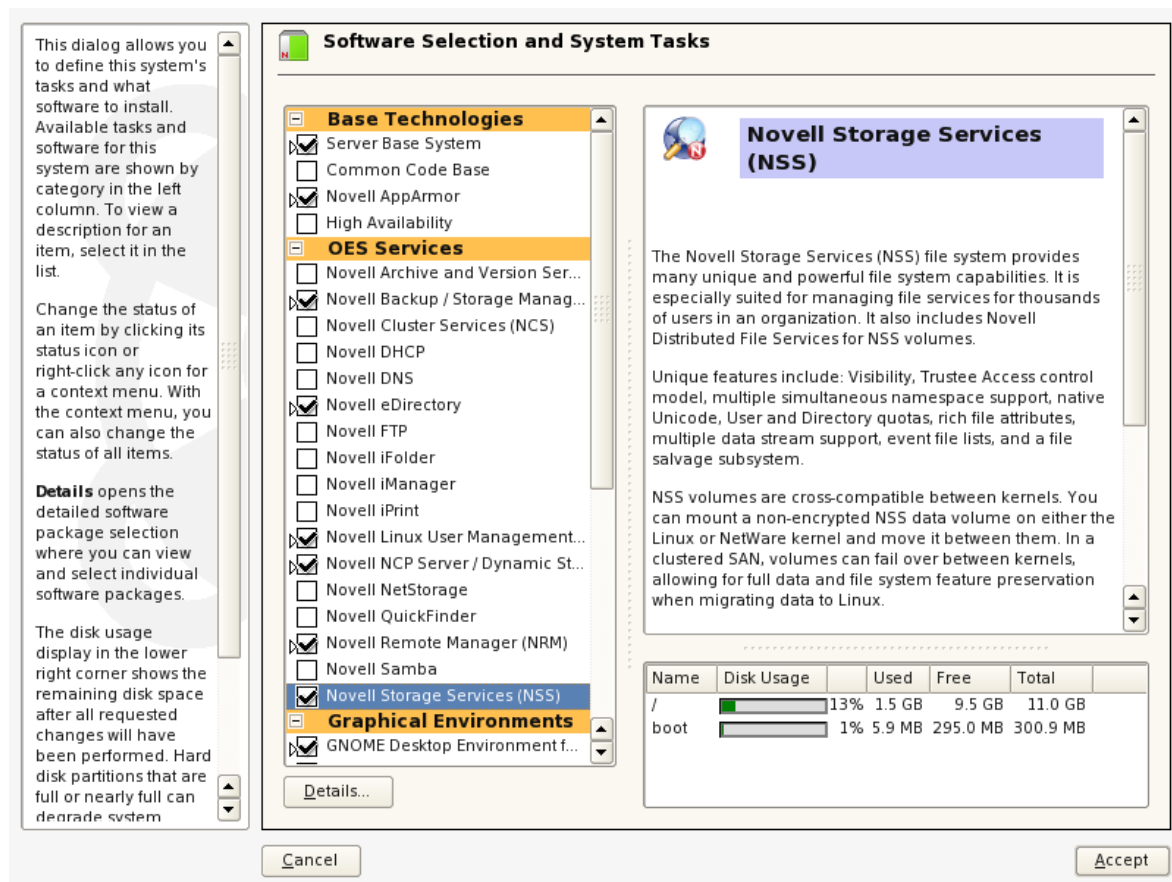 This dialog allows you
to define this system's
tasks and what
software to install.
Available tasks and
software for this
system are shown by
category in the left
column. To view a
description for an
item, select it in the
list.
Change the status of
an item by clicking its
status icon or
right-click any icon for
a context menu. With
the context menu, you
can also change the
status of all items.
Details opens the
detailed software
package selection
where you can view
and select individual
software packages.
The disk usage
display in the lower
right corner shows the
remaining disk space
after all requested
changes will have
been performed. Hard
disk partitions that are
full or nearly full can
degrade system
Software Selection and System Tasks
Base Technologies
Server Base System
Common Code Base
Novell AppArmor
High Availability
OES Services
Novell Archive and Version Ser...
Novell Backup / Storage Manag...
Novell Cluster Services (NCS)
Novell DHCP
Novell DNS
Novell eDirectory
Novell FTP
Novell iFolder
Novell iManager
Novell iPrint
Novell Linux User Management...
Novell NCP Server / Dynamic St...
Novell NetStorage
Novell QuickFinder
Novell Remote Manager (NRM)
Novell Samba
Novell Storage Services (NSS)
Graphical Environments
GNOME Desktop Environment f...
Details...
Novell Storage Services
(NSS)
The Novell Storage Services (NSS) file system provides
many unique and powerful file system capabilities. It is
especially suited for managing file services for thousands
of users in an organization. It also includes Novell
Distributed File Services for NSS volumes.
Unique features include: Visibility, Trustee Access control
model, multiple simultaneous namespace support, native
Unicode, User and Directory quotas, rich file attributes,
multiple data stream support, event file lists, and a file
salvage subsystem.
NSS volumes are cross-compatible between kernels. You
can mount a non-encrypted NSS data volume on either the
Linux or NetWare kernel and move it between them. In a
clustered SAN, volumes can fail over between kernels,
allowing for full data and file system feature preservation
when migrating data to Linux.
Name Disk Usage Used Free Total
/ 13% 1.5 GB 9.5 GB 11.0 GB
boot 1% 5.9 MB 295.0 MB 300.9 MB
Cancel
Accept